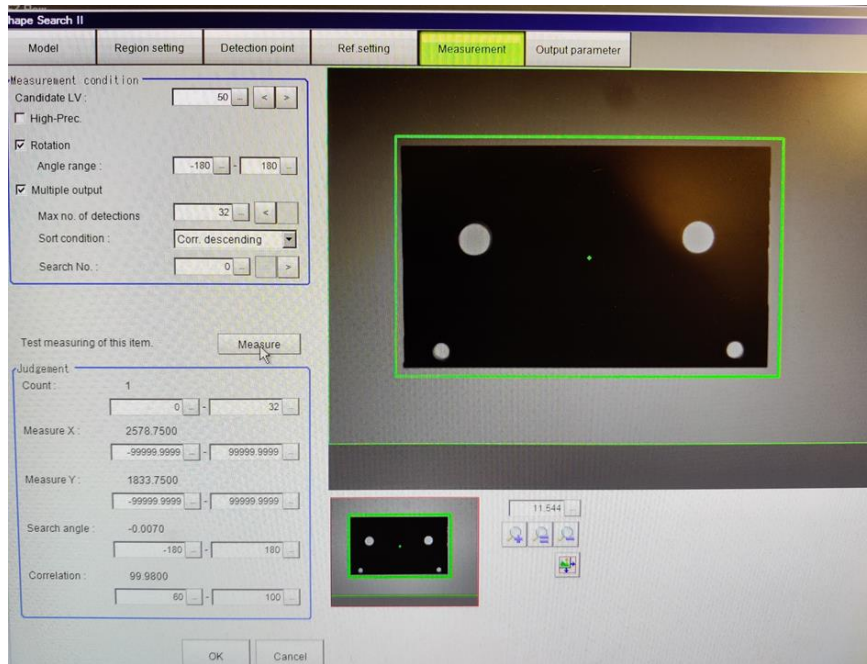 hape Search II
Model Region setting Detection point Ref.setting Measurement Output parameter
Measurement condition
Candidate LV : 50 ... < >
High-Prec.
Rotation
Angle range : -180 ... - 180 ...
Multiple output
Max no. of detections 32 ... <
Sort condition : Corr. descending
Search No. : 0 ... >
Test measuring of this item. Measure
Judgement
Count : 1
0 ... - 32 ...
Measure X : 2578.7500
-99999.9999 ... - 99999.9999 ...
Measure Y : 1833.7500
-99999.9999 ... - 99999.9999 ...
Search angle : -0.0070
-180 ... - 180 ...
Correlation : 99.9800
60 ... - 100 ...
11.544 ...
OK Cancel